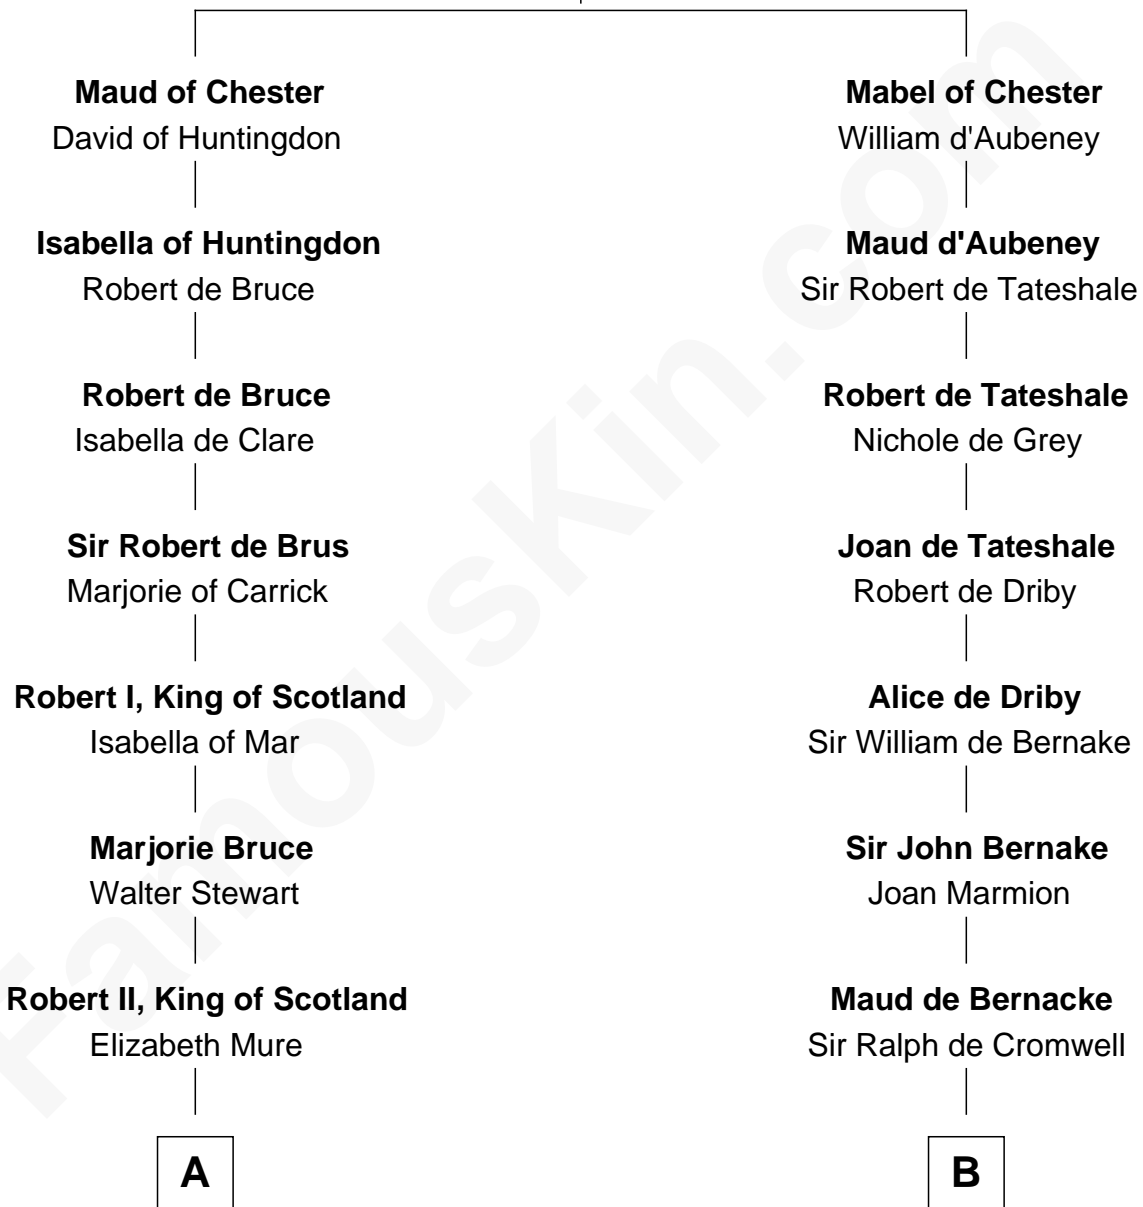 Maud of Chester
David of Huntingdon
Isabella of Huntingdon
Robert de Bruce
Robert de Bruce
Isabella de Clare
Sir Robert de Brus
Marjorie of Carrick
Robert I, King of Scotland
Isabella of Mar
Marjorie Bruce
Walter Stewart
Robert II, King of Scotland
Elizabeth Mure
A
Mabel of Chester
William d'Aubeney
Maud d'Aubeney
Sir Robert de Tateshale
Robert de Tateshale
Nichole de Grey
Joan de Tateshale
Robert de Driby
Alice de Driby
Sir William de Bernake
Sir John Bernake
Joan Marmion
Maud de Bernacke
Sir Ralph de Cromwell
B
FamousKin.com